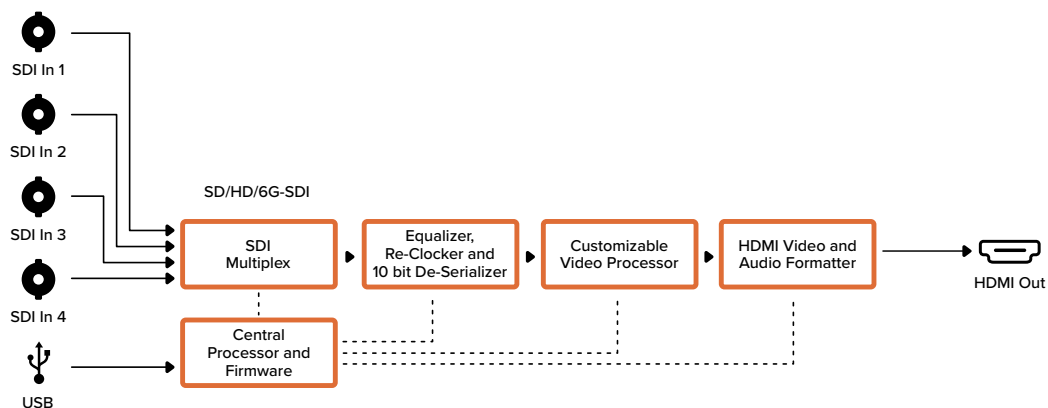 SDI In 1
SDI In 2
SDI In 3
SDI In 4
USB
SD/HD/6G-SDI
SDI
Multiplex
Equalizer,
Re-Clocker and
10 bit De-Serializer
Customizable
Video Processor
HDMI Video and
Audio Formatter
HDMI Out
Central
Processor and
Firmware